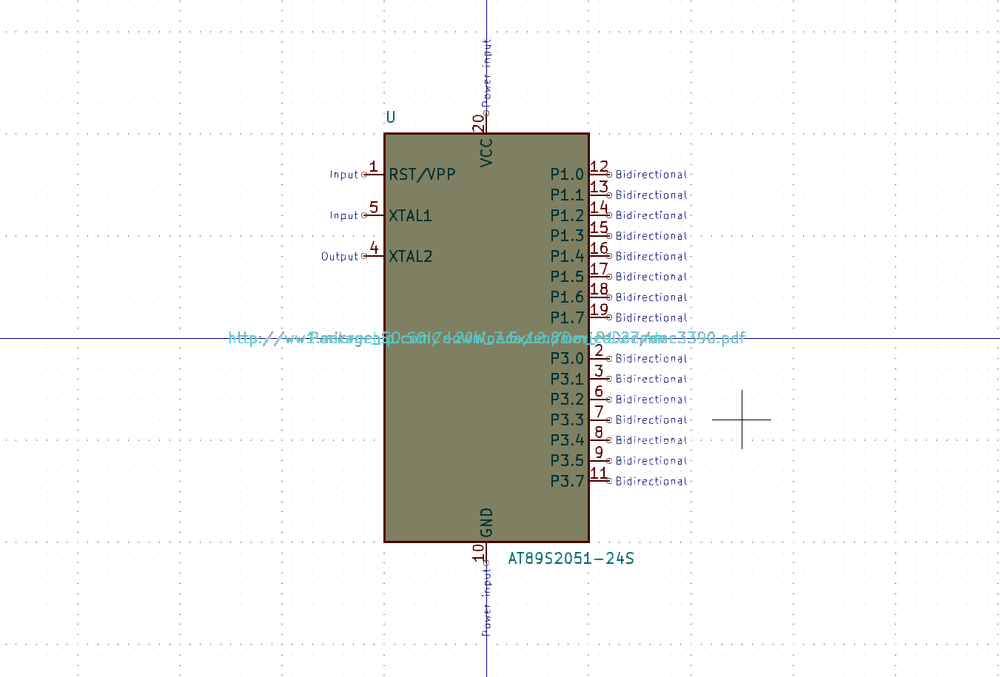 Power input
20
U
VCC
Input 1 RST/VPP P1.0 12 Bidirectional
P1.1 13 Bidirectional
Input 5 XTAL1 P1.2 14 Bidirectional
P1.3 15 Bidirectional
Output 4 XTAL2 P1.4 16 Bidirectional
P1.5 17 Bidirectional
P1.6 18 Bidirectional
P1.7 19 Bidirectional
P3.0 2 Bidirectional
P3.1 3 Bidirectional
P3.2 6 Bidirectional
P3.3 7 Bidirectional
P3.4 8 Bidirectional
P3.5 9 Bidirectional
P3.7 11 Bidirectional
GND
10
AT89S2051-24S
Power input